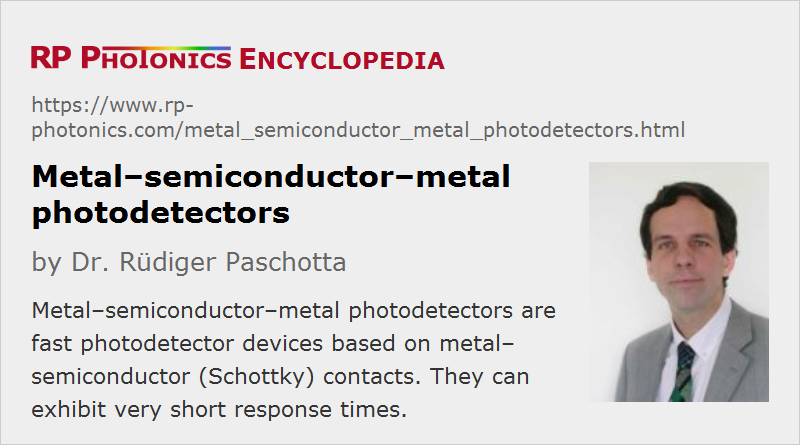 RP PHOTONICS ENCYCLOPEDIA
https://www.rp-
photonics.com/metal_semiconductor_metal_photodetectors.html
Metal–semiconductor–metal
photodetectors
by Dr. Rüdiger Paschotta
Metal–semiconductor–metal photodetectors are
fast photodetector devices based on metal–
semiconductor (Schottky) contacts. They can
exhibit very short response times.